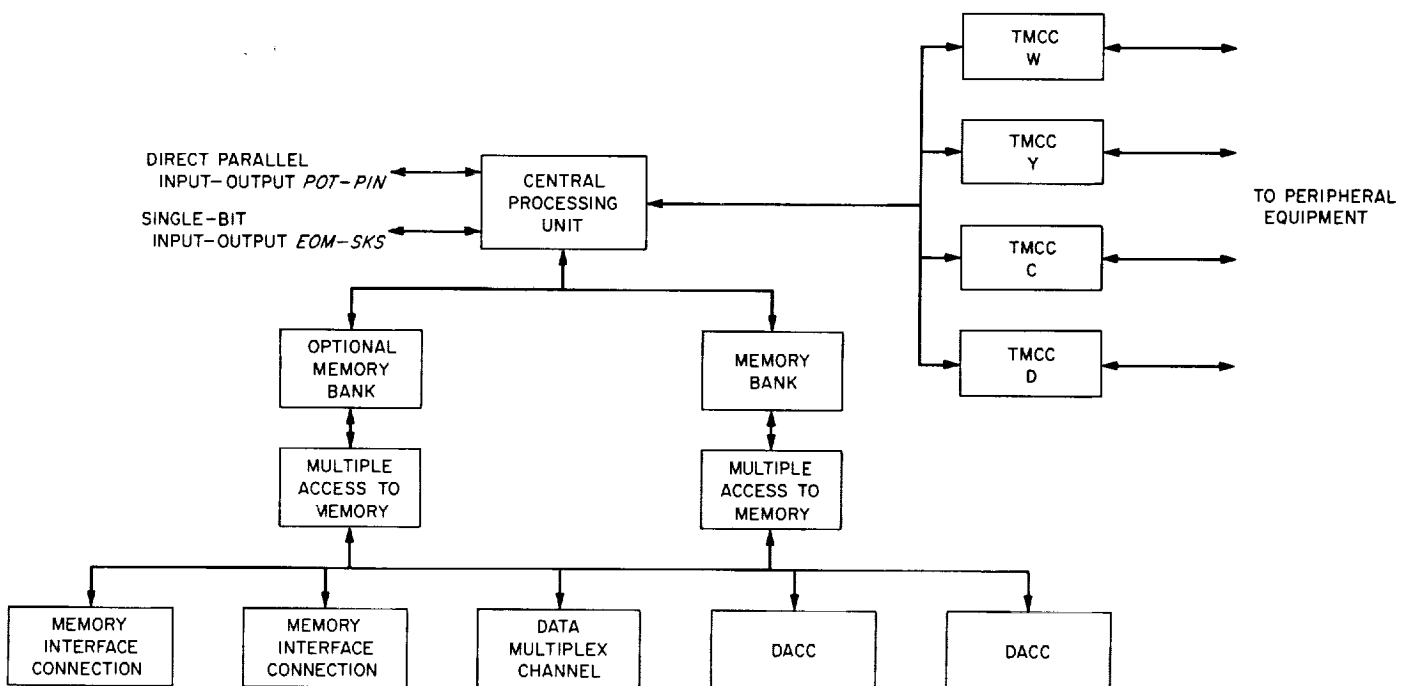 TMCC
W
TMCC
Y
DIRECT PARALLEL
INPUT-OUTPUT POT-PIN
SINGLE-BIT
INPUT-OUTPUT EOM-SKS
CENTRAL
PROCESSING
UNIT
TO PERIPHERAL
EQUIPMENT
TMCC
C
TMCC
D
OPTIONAL
MEMORY
BANK
MEMORY
BANK
MULTIPLE
ACCESS TO
MEMORY
MULTIPLE
ACCESS TO
MEMORY
MEMORY
INTERFACE
CONNECTION
MEMORY
INTERFACE
CONNECTION
DATA
MULTIPLEX
CHANNEL
DACC
DACC